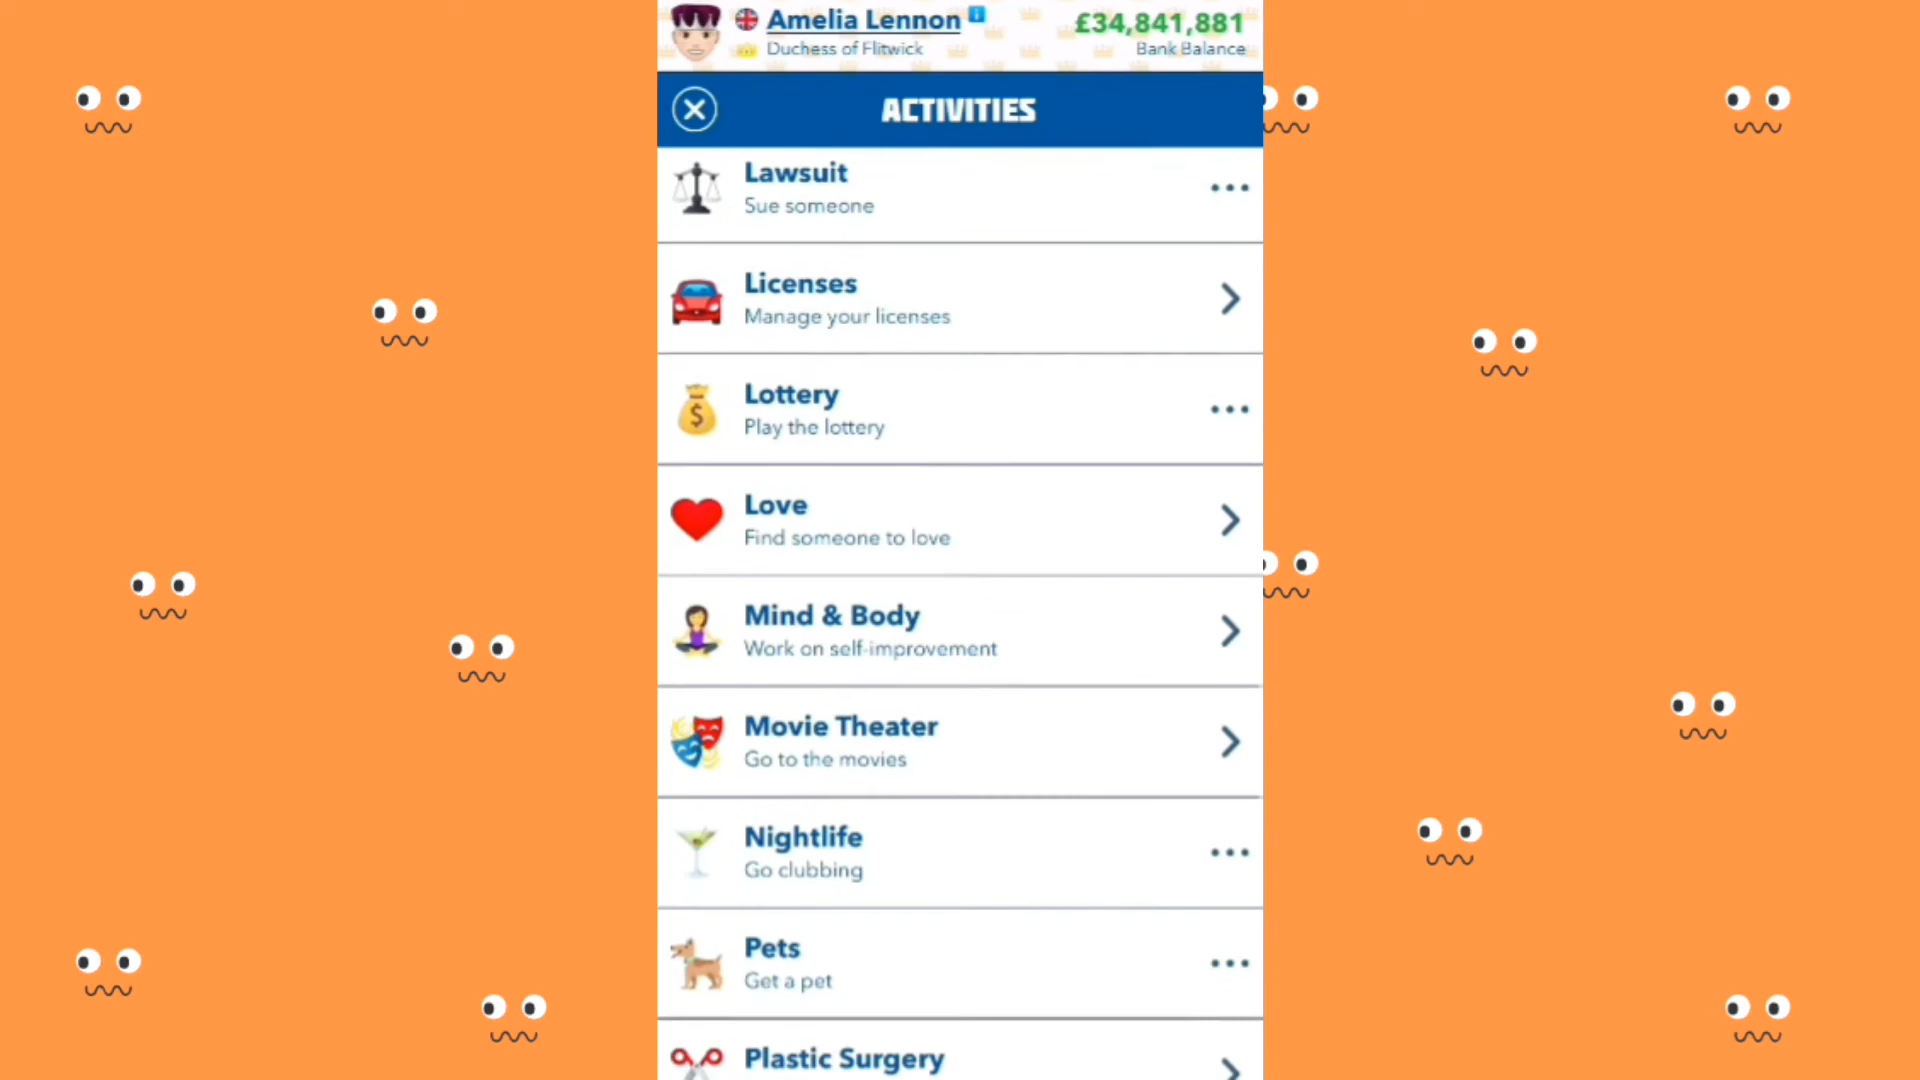 Amelia Lennon
£34,841,881
Duchess of Flitwick
Bank Balance
ACTIVITIES
Lawsuit
Sue someone
Licenses
Manage your licenses
Lottery
Play the lottery
Love
Find someone to love
Mind & Body
Work on self-improvement
Movie Theater
Go to the movies
Nightlife
Go clubbing
Pets
Get a pet
Plastic Surgery